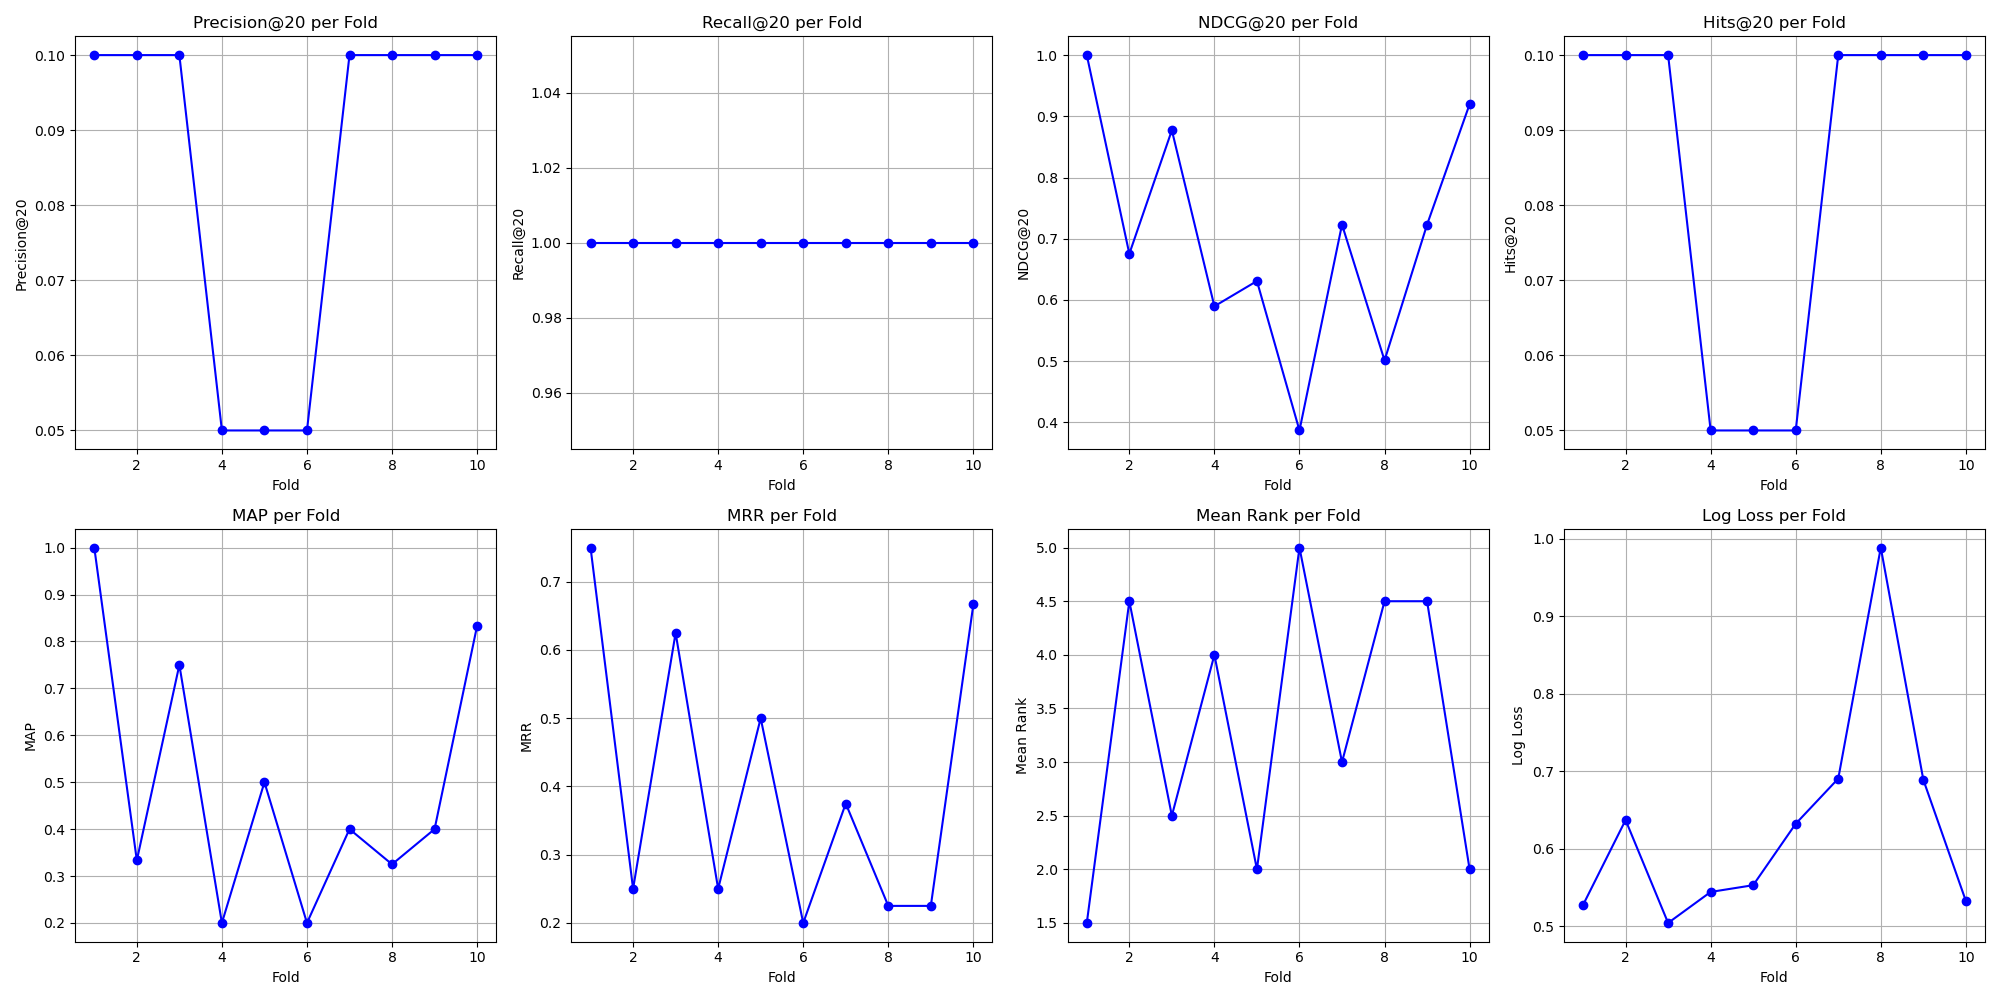 Precision@20 per Fold
Precision@20
0.10
0.09
0.08
0.07
0.06
0.05
2 4 6 8 10
Fold
Recall@20 per Fold
Recall@20
1.04
1.02
1.00
0.98
0.96
2 4 6 8 10
Fold
NDCG@20 per Fold
NDCG@20
1.0
0.9
0.8
0.7
0.6
0.5
0.4
2 4 6 8 10
Fold
Hits@20 per Fold
Hits@20
0.10
0.09
0.08
0.07
0.06
0.05
2 4 6 8 10
Fold
MAP per Fold
MAP
1.0
0.9
0.8
0.7
0.6
0.5
0.4
0.3
0.2
2 4 6 8 10
Fold
MRR per Fold
MRR
0.7
0.6
0.5
0.4
0.3
0.2
2 4 6 8 10
Fold
Mean Rank per Fold
Mean Rank
5.0
4.5
4.0
3.5
3.0
2.5
2.0
1.5
2 4 6 8 10
Fold
Log Loss per Fold
Log Loss
1.0
0.9
0.8
0.7
0.6
0.5
2 4 6 8 10
Fold